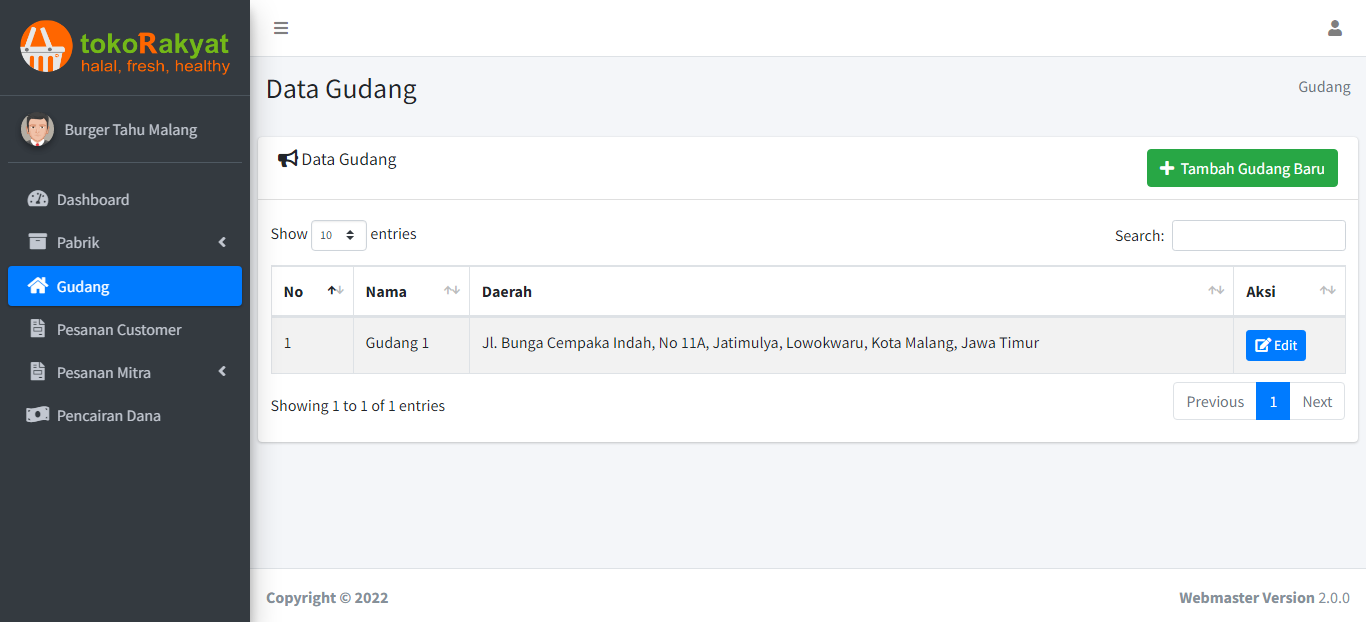 tokoRakyat
halal, fresh, healthy
Burger Tahu Malang
Dashboard
Pabrik
Gudang
Pesanan Customer
Pesanan Mitra
Pencairan Dana
Data Gudang
Gudang
Data Gudang
Tambah Gudang Baru
Show 10 entries
Search:
No Nama Daerah Aksi
1 Gudang 1 Jl. Bunga Cempaka Indah, No 11A, Jatimulya, Lowokwaru, Kota Malang, Jawa Timur Edit
Showing 1 to 1 of 1 entries
Previous 1 Next
Copyright © 2022
Webmaster Version 2.0.0